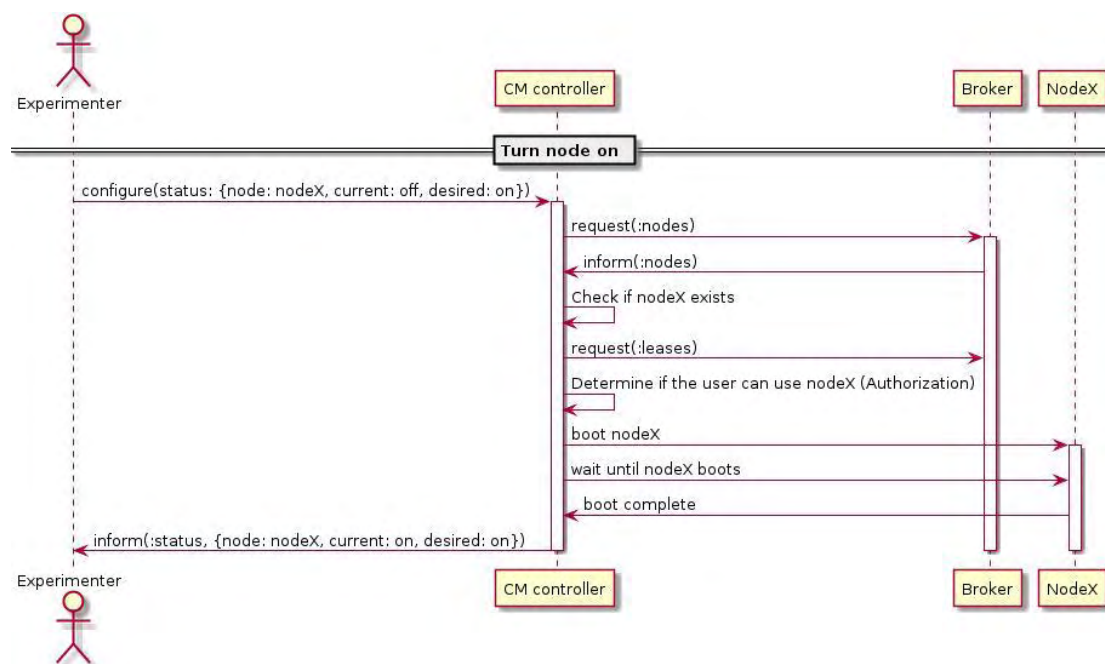 Experimenter
CM controller
Broker
NodeX
Turn node on
configure(status: {node: nodeX, current: off, desired: on})
request(:nodes)
inform(:nodes)
Check if nodeX exists
request(:leases)
Determine if the user can use nodeX (Authorization)
boot nodeX
wait until nodeX boots
boot complete
inform(:status, {node: nodeX, current: on, desired: on})
Experimenter
CM controller
Broker
NodeX